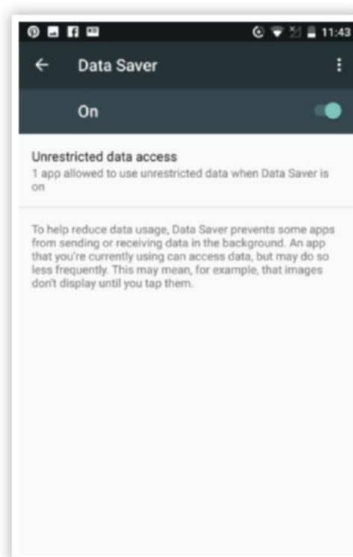 11:43
Data Saver
On
Unrestricted data access
1 app allowed to use unrestricted data when Data Saver is
on
To help reduce data usage, Data Saver prevents some apps
from sending or receiving data in the background. An app
that you're currently using can access data, but may do so
less frequently. This may mean, for example, that images
don't display until you tap them.